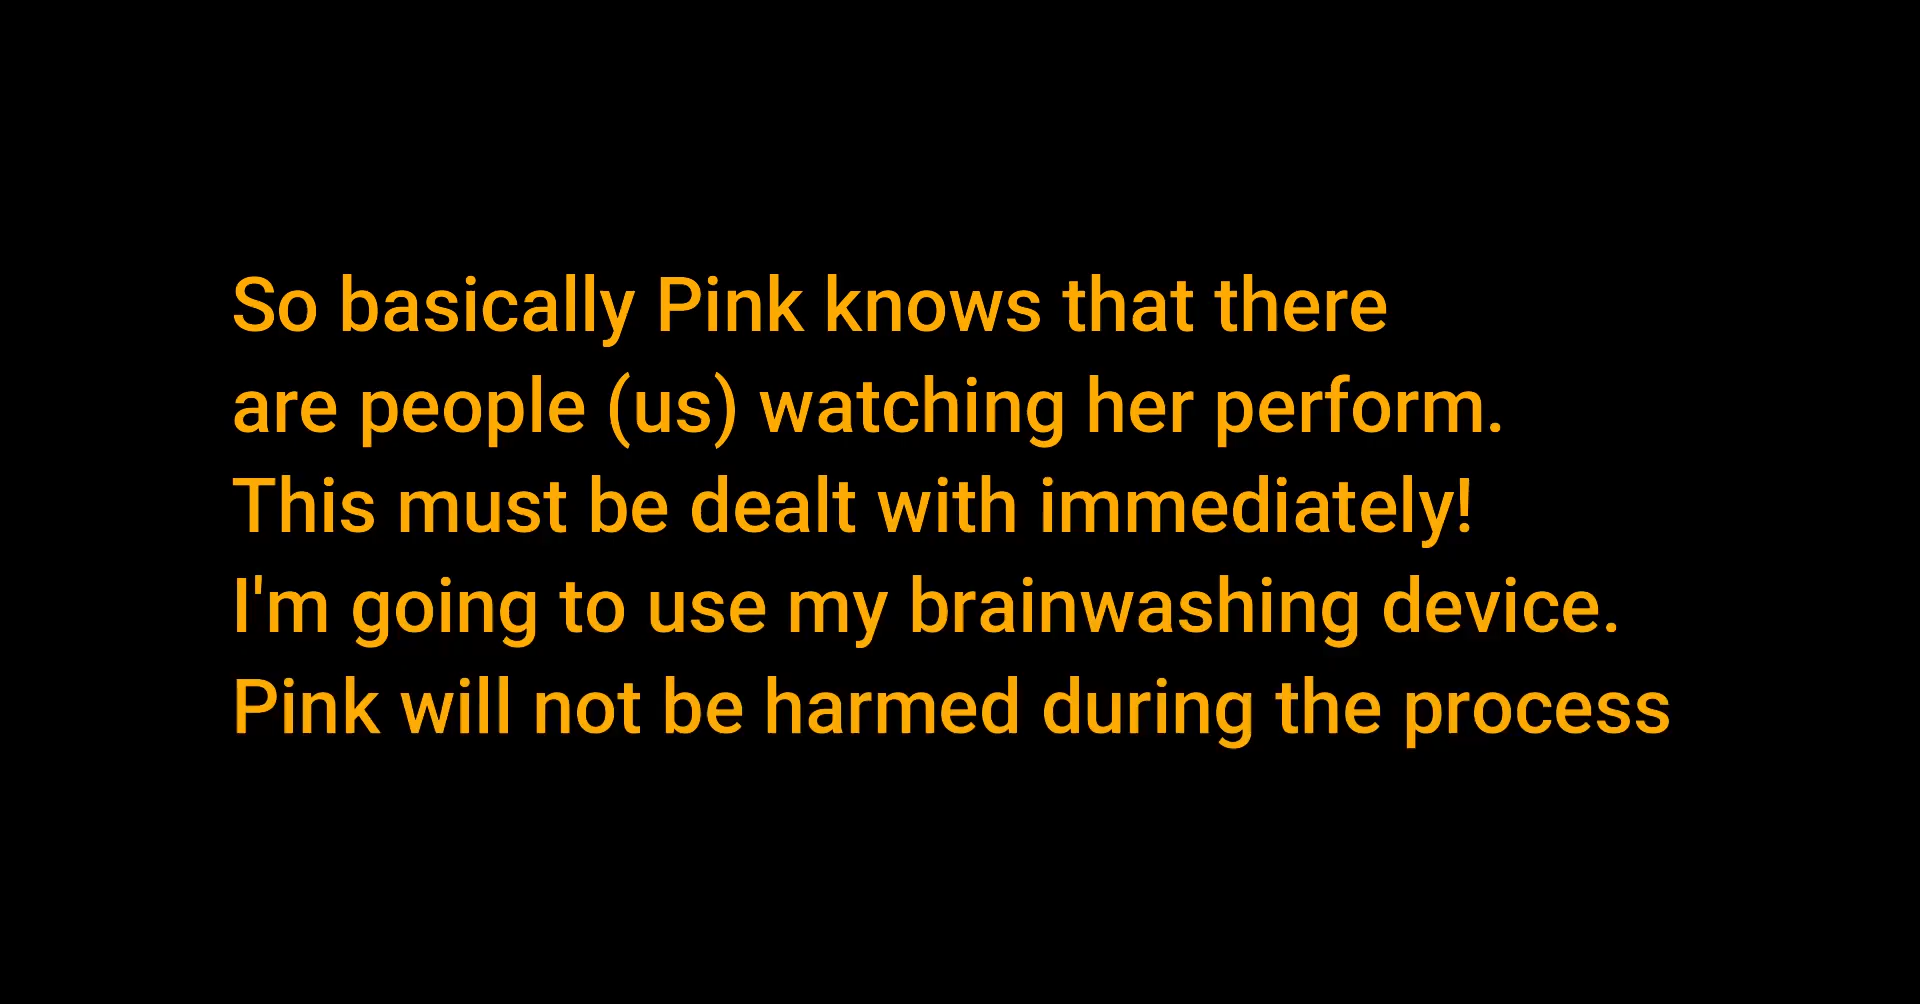 So basically Pink knows that there
are people (us) watching her perform.
This must be dealt with immediately!
I'm going to use my brainwashing device.
Pink will not be harmed during the process